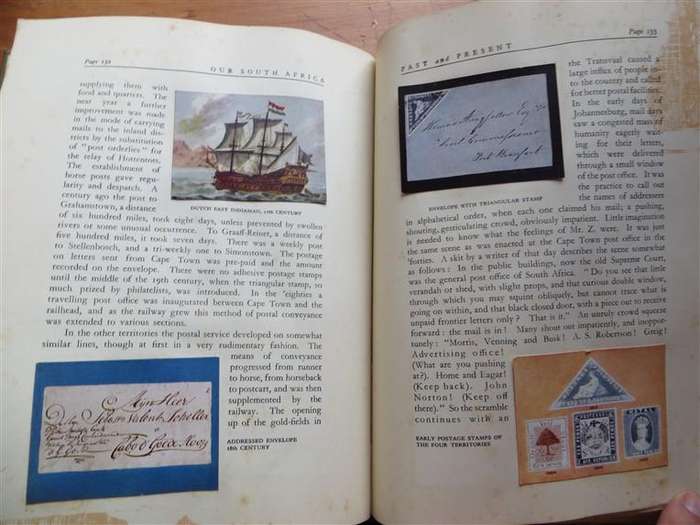 Page 132
OUR SOUTH AFRICA
supplying them with
food and quarters. The
next year a further
improvement was made
in the mode of carrying
mails to the inland dis-
tricts by the substitution
of "post orderlies" for
the relay of Hottentots.
The establishment of
horse posts gave regu-
larity and despatch. A
century ago the post to
Grahamstown, a distance
DUTCH EAST INDIAMAN, 17th CENTURY
of six hundred miles, took eight days, unless prevented by swollen
rivers or some unusual occurrence. To Graaff-Reinet, a distance of
five hundred miles, it took seven days. There was a weekly post
to Stellenbosch, and a tri-weekly one to Simonstown. The postage
on letters sent from Cape Town was pre-paid and the amount
recorded on the envelope. There were no adhesive postage stamps
until the middle of the 19th century, when the triangular stamp, so
much prized by philatelists, was introduced. In the 'eighties a
travelling post office was inaugurated between Cape Town and the
railhead, and as the railway grew this method of postal conveyance
was extended to various sections.
In the other territories the postal service developed on somewhat
similar lines, though at first in a very rudimentary fashion. The
means of conveyance
progressed from runner
to horse, from horseback
to postcart, and was then
supplemented by the
railway. The opening
up of the gold-fields in
ADDRESSED ENVELOPE
18th CENTURY
Myn Heer
Valent Scheller
Cabo d Goede Hoop
PAST and PRESENT
Page 133
the Transvaal caused a
large influx of people in-
to the country and called
for better postal facilities.
In the early days of
Johannesburg, mail day
saw a congested mass of
humanity eagerly wait-
ing for their letters,
which were delivered
through a small window
of the post office. It was
the practice to call out
the names of addressees
ENVELOPE WITH TRIANGULAR STAMP
Fort Beaufort
in alphabetical order, when each one claimed his mail; a pushing,
shouting, gesticulating crowd, obviously impatient. Little imagination
is needed to know what the feelings of Mr. Z. were. It was just
the same scene as was enacted at the Cape Town post office in the
'forties. A skit by a writer of that day describes the scene somewhat
as follows: In the public buildings, now the old Supreme Court,
was the general post office of South Africa. "Do you see that little
verandah or shed, with slight props, and that curious double window,
through which you may squint obliquely, but cannot trace what is
going on within, and that black closed door, with a piece out to receive
unpaid frontier letters only? That is it." An unruly crowd squeeze
forward: the mail is in! Many shout out impatiently, and inoppor-
tunely: "Morris, Venning and Busk! A. S. Robertson! Greig!
Advertising office!
(What are you pushing
at?). Home and Eagar!
(Keep back). John
Norton! (Keep off
there)." So the scramble
continues with an
EARLY POSTAGE STAMPS OF
THE FOUR TERRITORIES
NATAL